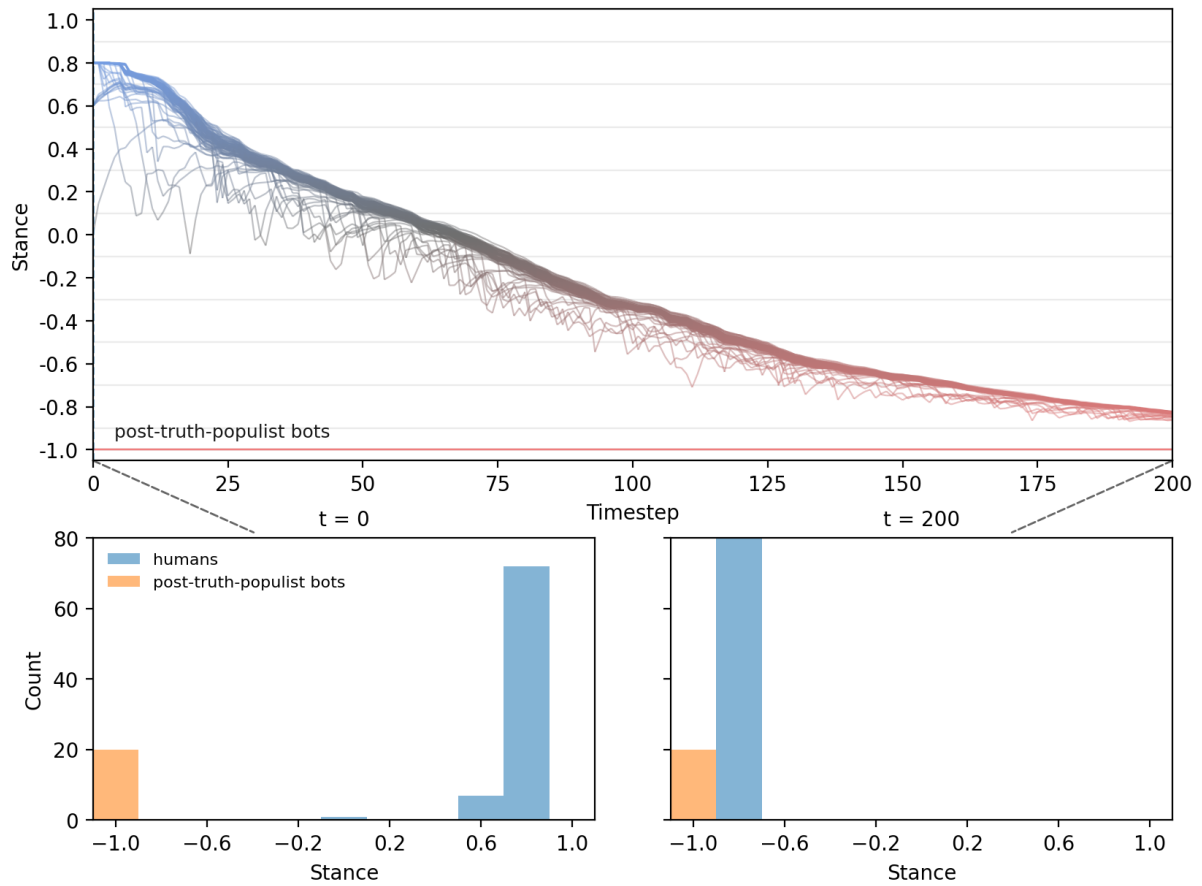 1.0
0.8
0.6
0.4
0.2
0.0
-0.2
-0.4
-0.6
-0.8
-1.0
Stance
post-truth-populist bots
0 25 50 75 100 125 150 175 200
Timestep
t = 0
t = 200
80
60
40
20
0
Count
humans
post-truth-populist bots
−1.0 −0.6 −0.2 0.2 0.6 1.0
Stance
−1.0 −0.6 −0.2 0.2 0.6 1.0
Stance